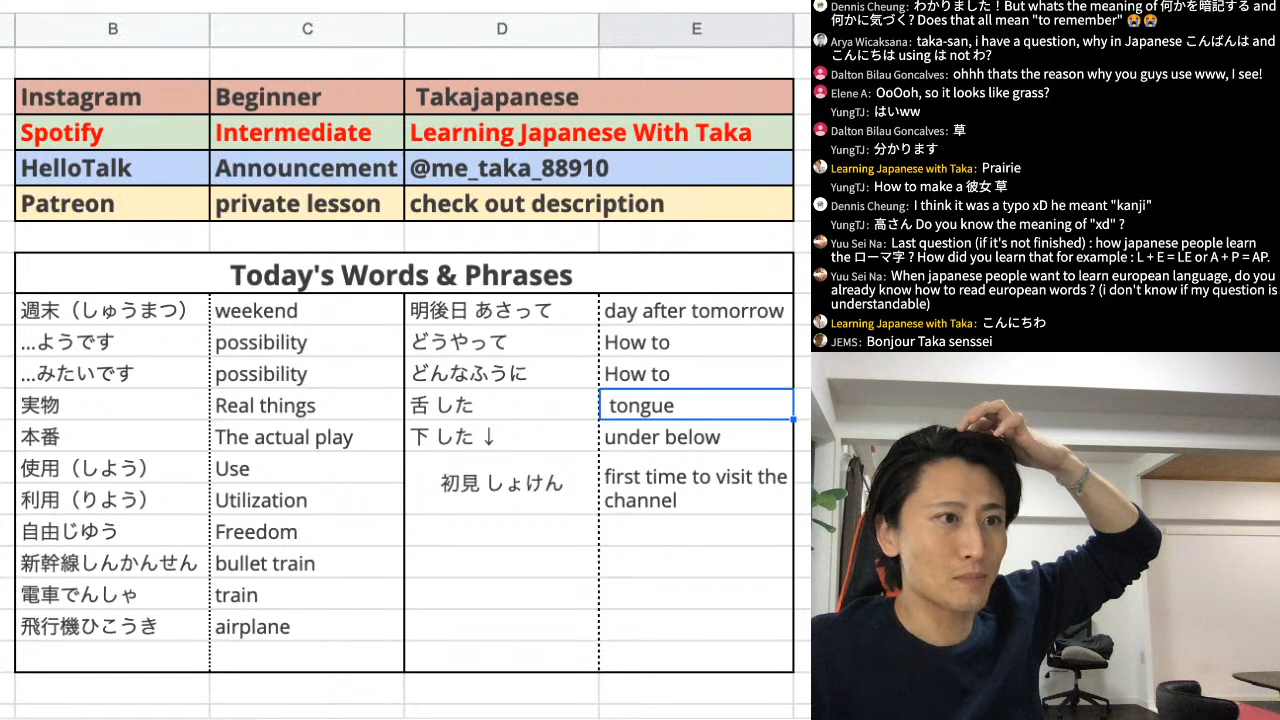 B C D E
Instagram Beginner Takajapanese
Spotify Intermediate Learning Japanese With Taka
HelloTalk Announcement @me_taka_88910
Patreon private lesson check out description
Today's Words & Phrases
週末（しゅうまつ） weekend 明後日 あさって day after tomorrow
...ようです possibility どうやって How to
...みたいです possibility どんなふうに How to
実物 Real things 舌 した tongue
本番 The actual play 下 した ↓ under below
使用（しよう） Use 初見 しょけん first time to visit the
利用（りよう） Utilization channel
自由じゆう Freedom
新幹線しんかんせん bullet train
電車でんしゃ train
飛行機ひこうき airplane
Dennis Cheung: わかりました！But whats the meaning of 何かを暗記する and
何かに気づく? Does that all mean "to remember" 😭😭
Arya Wicaksana: taka-san, i have a question, why in Japanese こんばんは and
こんにちは using は not わ?
Dalton Bilau Goncalves: ohhh thats the reason why you guys use www, I see!
Elene A: OoOoh, so it looks like grass?
YungTJ: はいww
Dalton Bilau Goncalves: 草
YungTJ: 分かります
Learning Japanese with Taka: Prairie
YungTJ: How to make a 彼女 草
Dennis Cheung: I think it was a typo xD he meant "kanji"
YungTJ: 高さん Do you know the meaning of "xd" ?
Yuu Sei Na: Last question (if it's not finished) : how japanese people learn
the ローマ字 ? How did you learn that for example : L + E = LE or A + P = AP.
Yuu Sei Na: When japanese people want to learn european language, do you
already know how to read european words ? (i don't know if my question is
understandable)
Learning Japanese with Taka: こんにちわ
JEMS: Bonjour Taka senssei